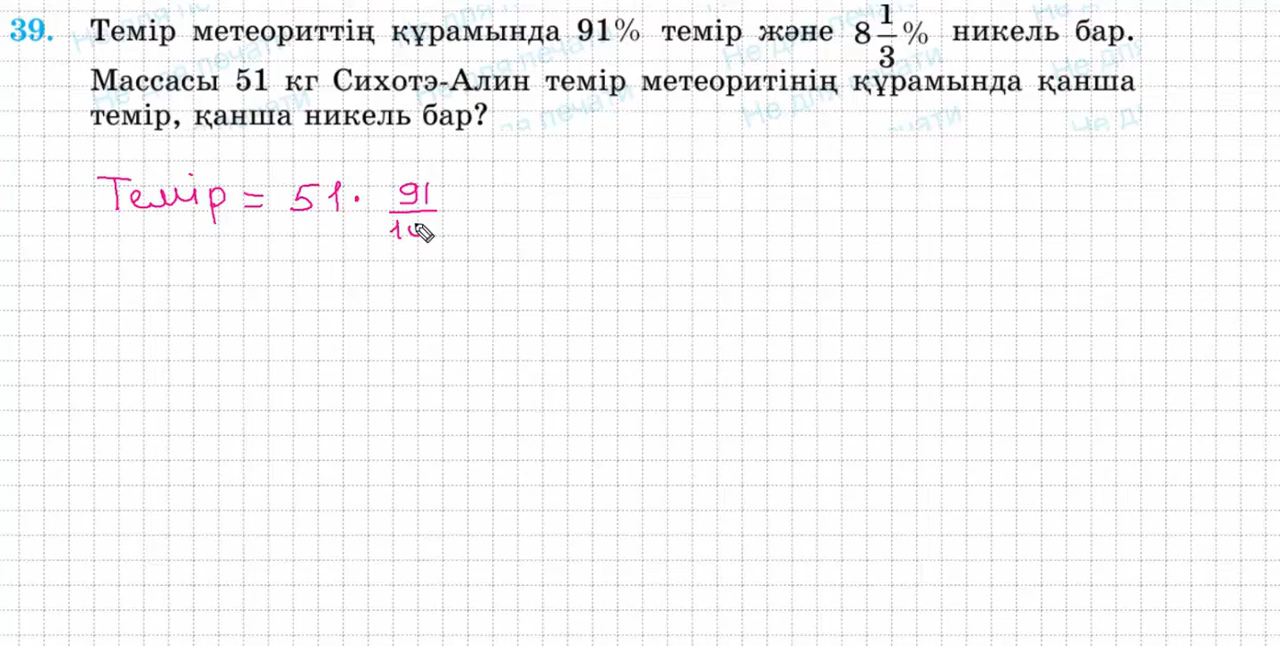 39. Темір метеориттің құрамында 91% темір және 8 1/3 % никель бар.
Массасы 51 кг Сихотэ-Алин темір метеоритінің құрамында қанша
темір, қанша никель бар?
Темір = 51 · 91/10